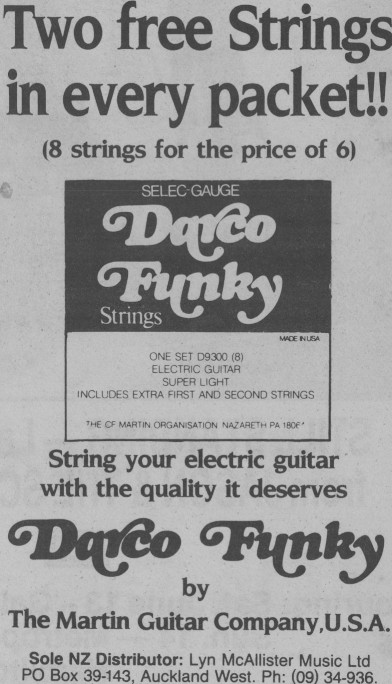 Two free Strings
in every packet!!
(8 strings for the price of 6)
SELEC-GAUGE
Darco
Funky
Strings
MADE IN USA
ONE SET D9300 (8)
ELECTRIC GUITAR
SUPER LIGHT
INCLUDES EXTRA FIRST AND SECOND STRINGS
THE CF MARTIN ORGANISATION NAZARETH PA
String your electric guitar
with the quality it deserves
Darco Funky
by
The Martin Guitar Company, U.S.A.
Sole NZ Distributor: Lyn McAllister Music Ltd
PO Box 39-143, Auckland West. Ph: (09) 34-936.